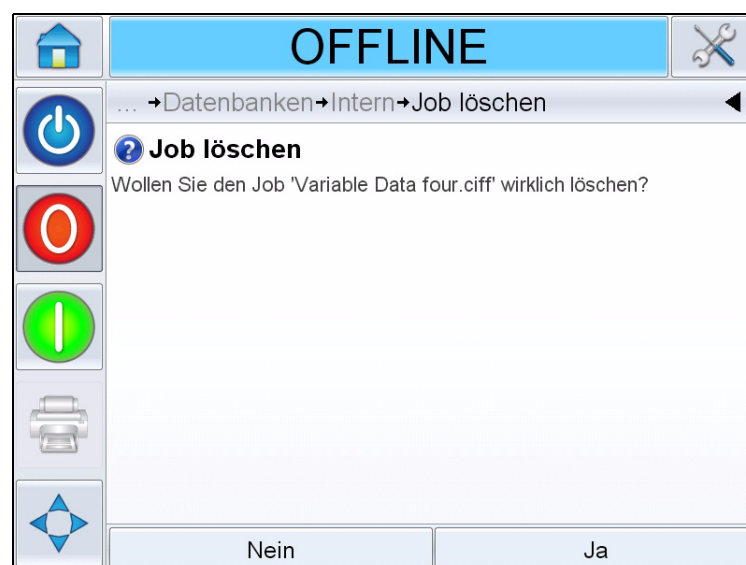 OFFLINE
... →Datenbanken→Intern→Job löschen
Job löschen
Wollen Sie den Job 'Variable Data four.ciff' wirklich löschen?
Nein
Ja